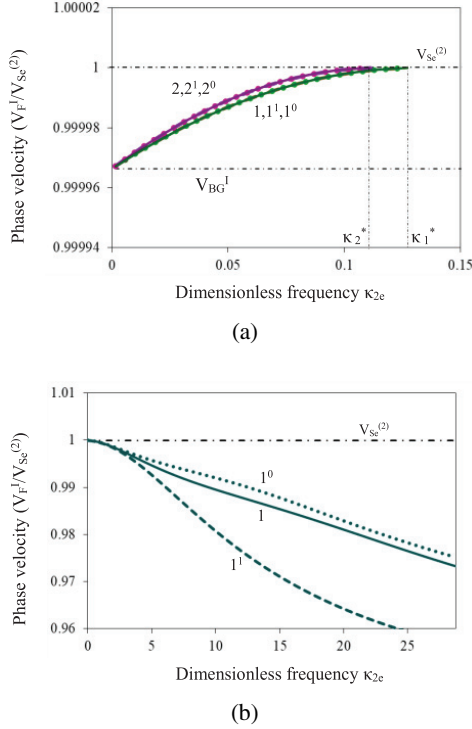 1.00002
1
0.99998
0.99996
0.99994
Phase velocity (V_F^I/V_Se^(2))
V_Se^(2)
2,2^1,2^0
1,1^1,1^0
V_BG^I
κ_2^*
κ_1^*
0 0.05 0.1 0.15
Dimensionless frequency κ_2e
(a)
1.01
1
0.99
0.98
0.97
0.96
Phase velocity (V_F^I/V_Se^(2))
V_Se^(2)
1^0
1
1^1
0 5 10 15 20 25
Dimensionless frequency κ_2e
(b)